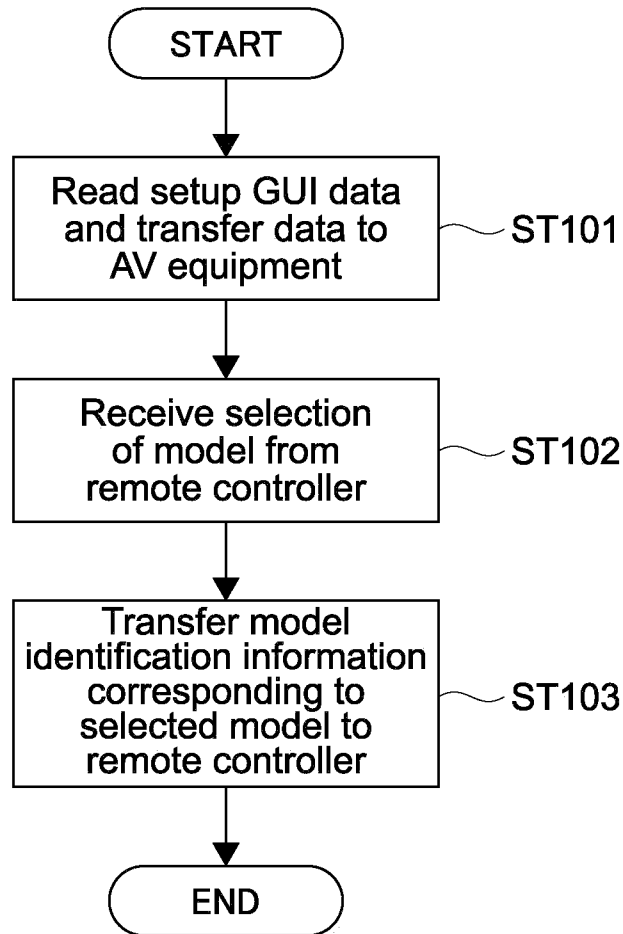 START
Read setup GUI data
and transfer data to
AV equipment
ST101
Receive selection
of model from
remote controller
ST102
Transfer model
identification information
corresponding to
selected model to
remote controller
ST103
END